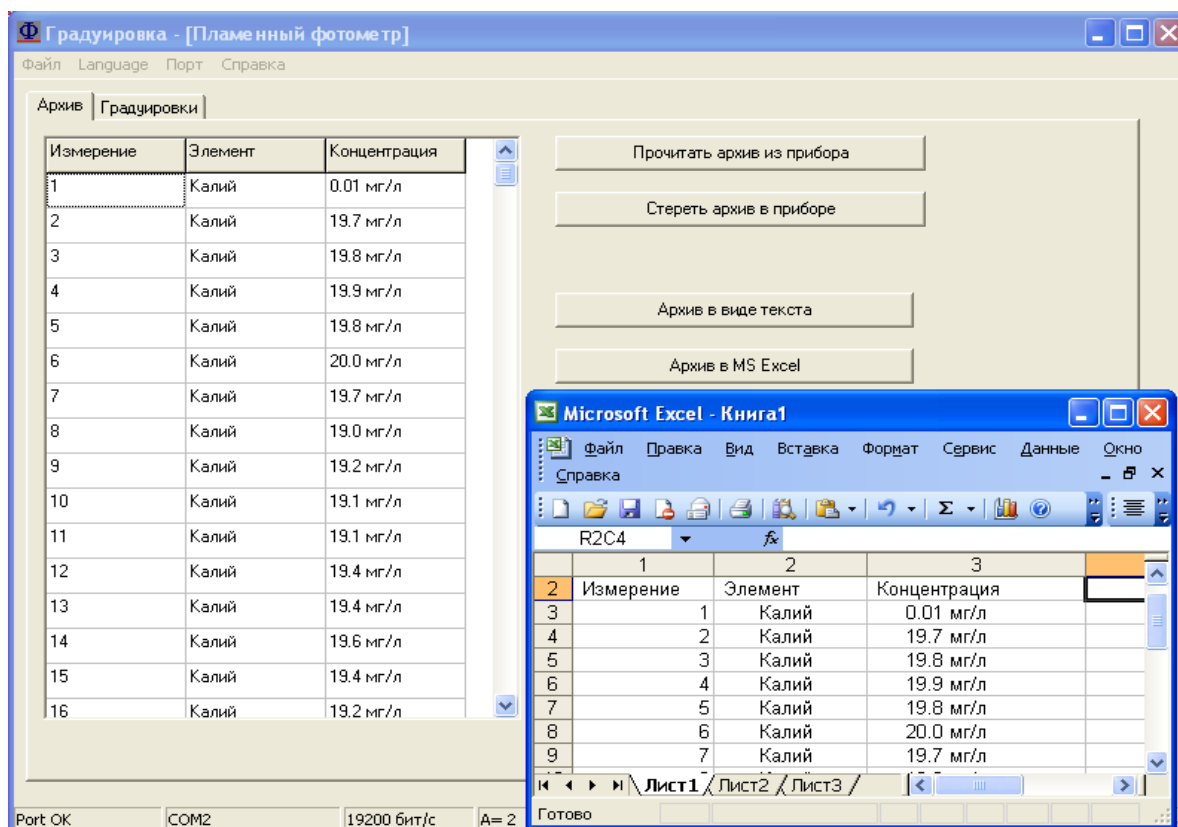 Градуировка - [Пламенный фотометр]
Файл Language Порт Справка
Архив Градуировки
Измерение Элемент Концентрация
1 Калий 0.01 мг/л
2 Калий 19.7 мг/л
3 Калий 19.8 мг/л
4 Калий 19.9 мг/л
5 Калий 19.8 мг/л
6 Калий 20.0 мг/л
7 Калий 19.7 мг/л
8 Калий 19.0 мг/л
9 Калий 19.2 мг/л
10 Калий 19.1 мг/л
11 Калий 19.1 мг/л
12 Калий 19.4 мг/л
13 Калий 19.4 мг/л
14 Калий 19.6 мг/л
15 Калий 19.4 мг/л
16 Калий 19.2 мг/л
Прочитать архив из прибора
Стереть архив в приборе
Архив в виде текста
Архив в MS Excel
Microsoft Excel - Книга1
Файл Правка Вид Вставка Формат Сервис Данные Окно
Справка
R2C4 fx
1 2 3
2 Измерение Элемент Концентрация
3 1 Калий 0.01 мг/л
4 2 Калий 19.7 мг/л
5 3 Калий 19.8 мг/л
6 4 Калий 19.9 мг/л
7 5 Калий 19.8 мг/л
8 6 Калий 20.0 мг/л
9 7 Калий 19.7 мг/л
Лист1 Лист2 Лист3
Готово
Port OK COM2 19200 бит/с A= 2